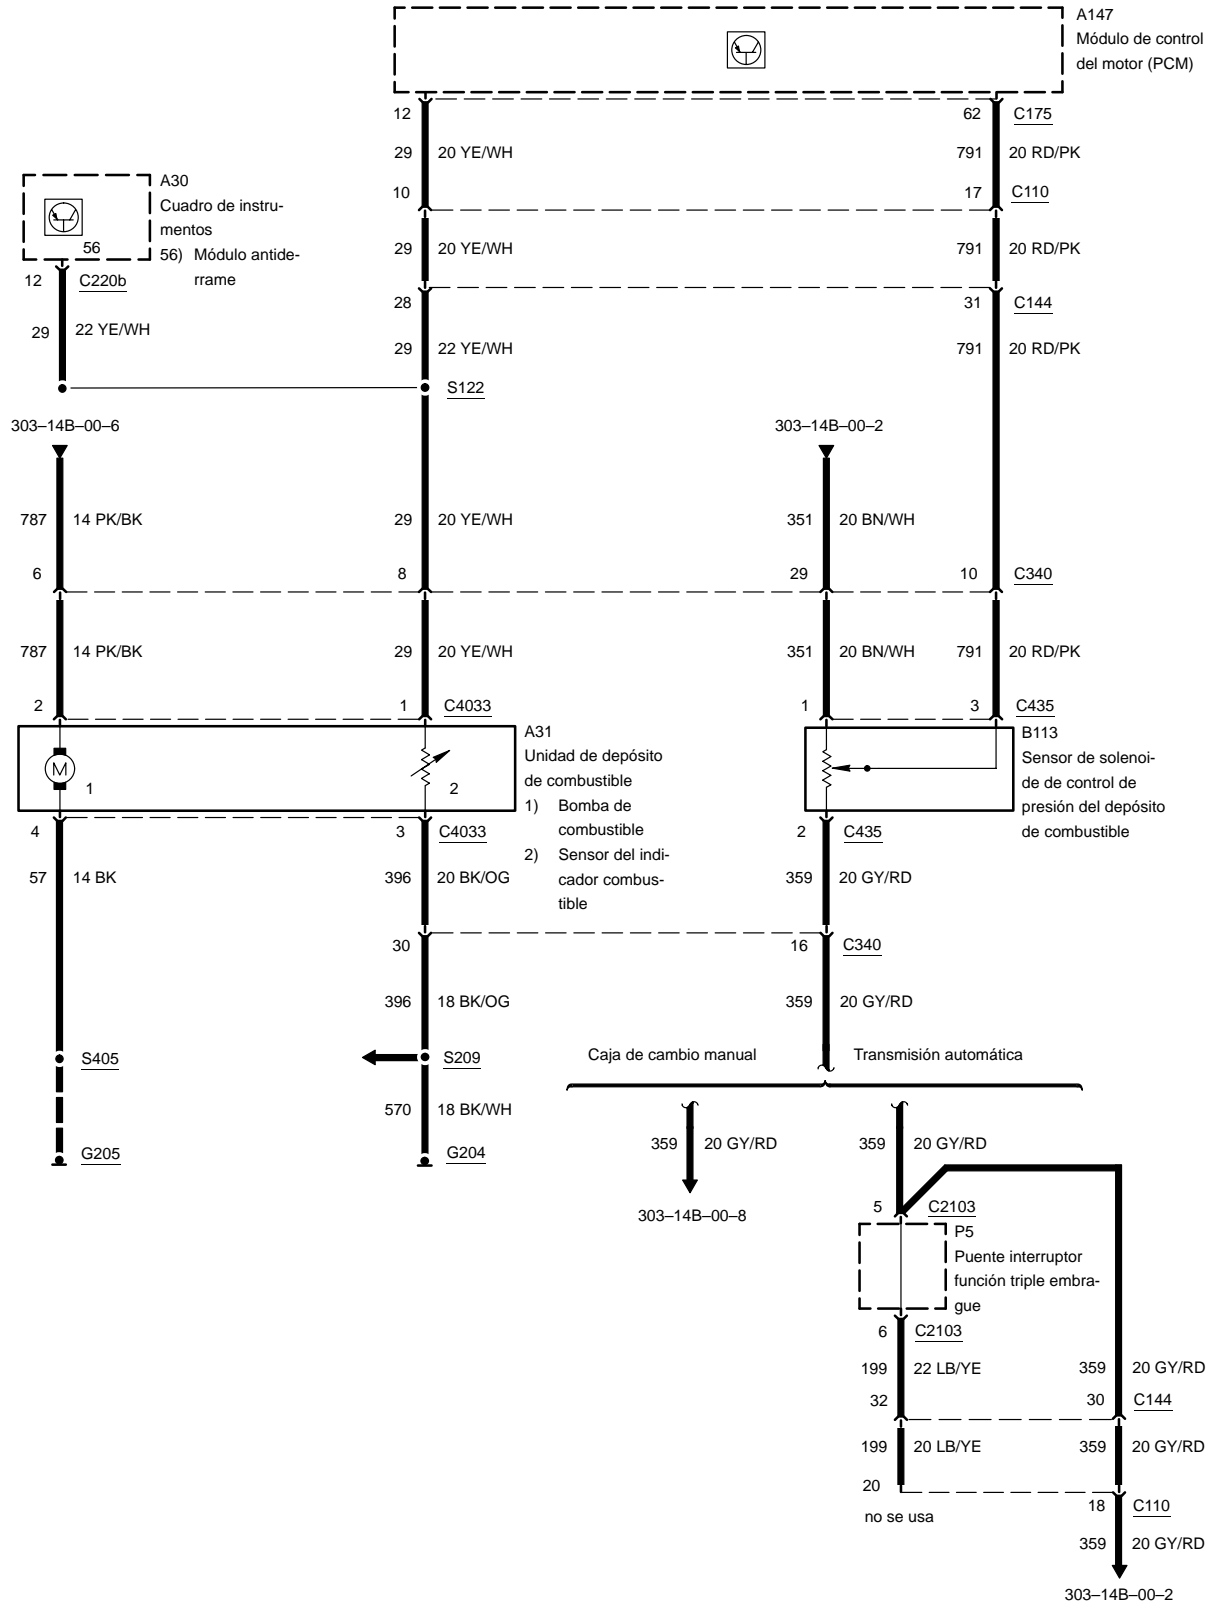 A147
Módulo de control
del motor (PCM)
12
62 C175
29 20 YE/WH
791 20 RD/PK
10
17 C110
A30
Cuadro de instru-
mentos
56) Módulo antide-
rrame
56
12 C220b
29 22 YE/WH
29 20 YE/WH
791 20 RD/PK
28
31 C144
29 22 YE/WH
791 20 RD/PK
S122
303–14B–00–6
303–14B–00–2
787 14 PK/BK
29 20 YE/WH
351 20 BN/WH
6
8
29
10 C340
787 14 PK/BK
29 20 YE/WH
351 20 BN/WH
791 20 RD/PK
2
1 C4033
1
3 C435
M
1
2
A31
Unidad de depósito
de combustible
1) Bomba de
combustible
2) Sensor del indi-
cador combus-
tible
B113
Sensor de solenoi-
de de control de
presión del depósito
de combustible
4
3 C4033
2 C435
57 14 BK
396 20 BK/OG
359 20 GY/RD
30
16 C340
396 18 BK/OG
359 20 GY/RD
S405
S209
Caja de cambio manual
Transmisión automática
570 18 BK/WH
G205
G204
359 20 GY/RD
359 20 GY/RD
303–14B–00–8
5 C2103
P5
Puente interruptor
función triple embra-
gue
6 C2103
199 22 LB/YE
359 20 GY/RD
32
30 C144
199 20 LB/YE
359 20 GY/RD
20
no se usa
18 C110
359 20 GY/RD
303–14B–00–2